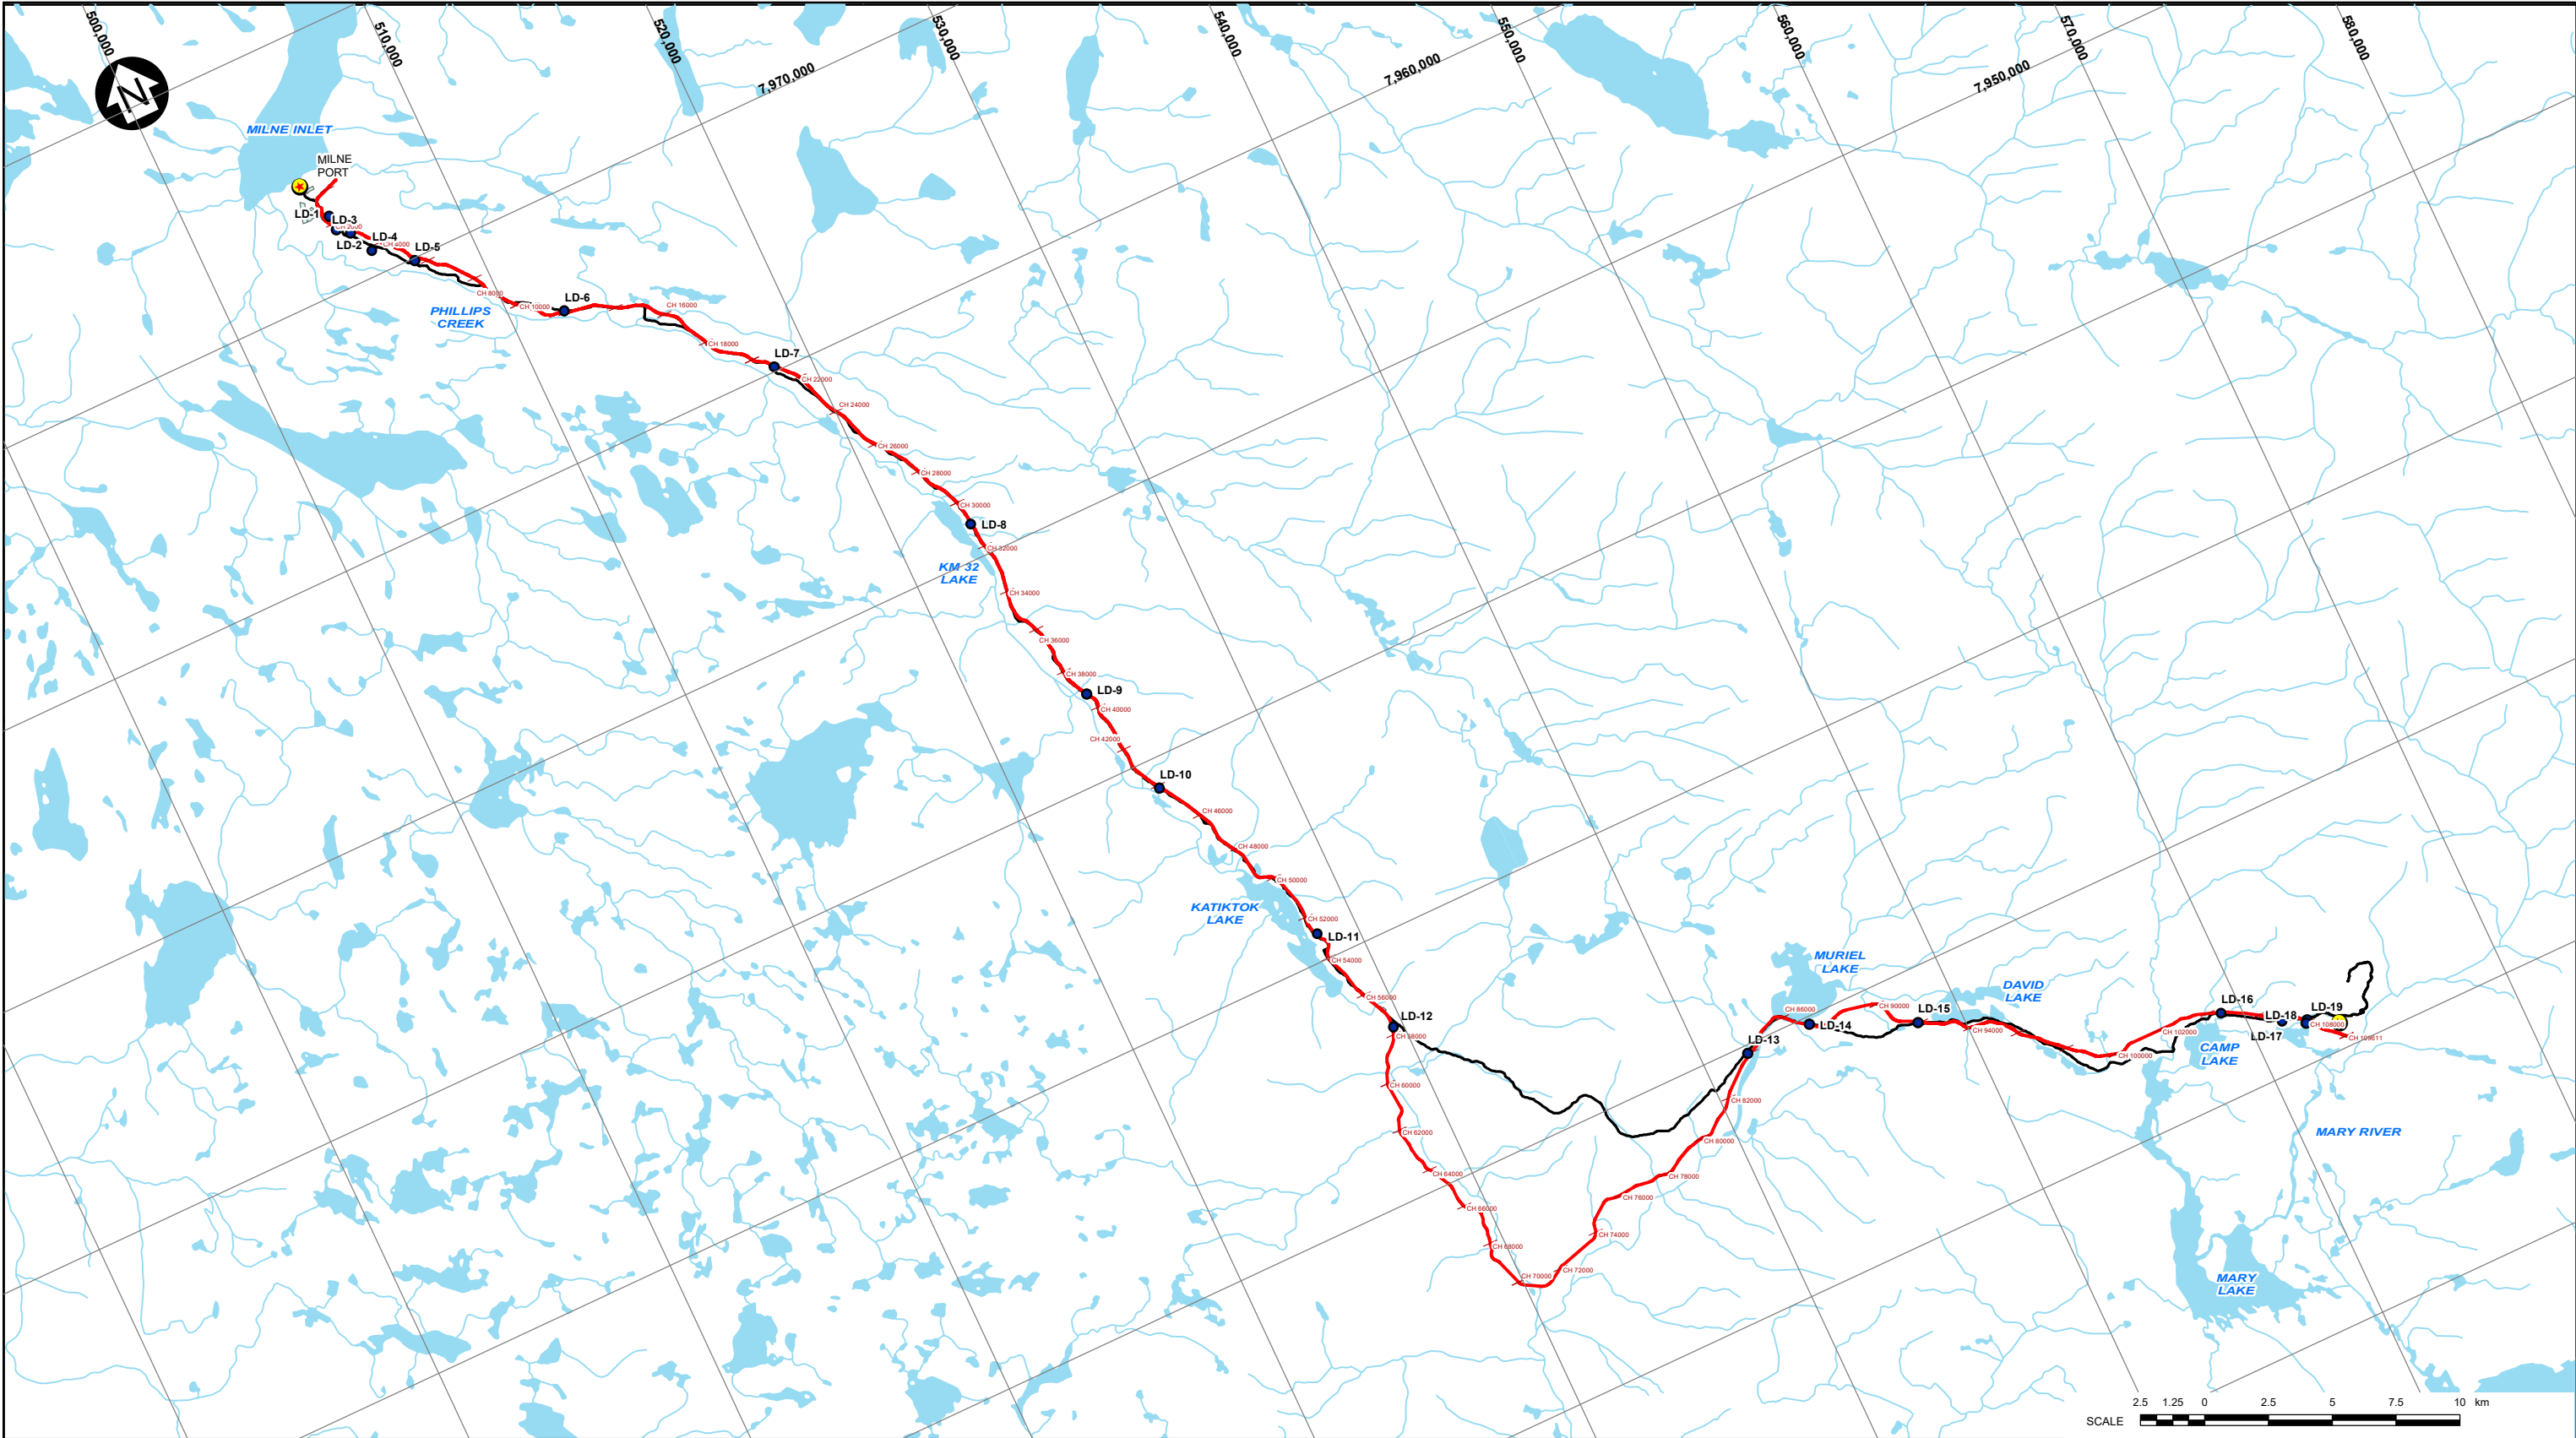 500,000
510,000
520,000
530,000
540,000
550,000
560,000
570,000
580,000
7,970,000
7,960,000
7,950,000
N
MILNE INLET
MILNE
PORT
LD-1
LD-3
CH 2000
LD-2
LD-4
CH 4000
LD-5
CH 8000
PHILLIPS
CREEK
CH 10000
LD-6
CH 16000
CH 18000
LD-7
CH 22000
CH 24000
CH 26000
CH 28000
CH 30000
LD-8
CH 32000
KM 32
LAKE
CH 34000
CH 36000
CH 38000
LD-9
CH 40000
CH 42000
LD-10
CH 46000
CH 48000
CH 50000
KATIKTOK
LAKE
CH 52000
LD-11
CH 54000
CH 56000
LD-12
CH 58000
CH 60000
CH 62000
CH 64000
CH 66000
CH 68000
CH 70000
CH 72000
CH 74000
CH 76000
CH 78000
CH 80000
CH 82000
LD-13
MURIEL
LAKE
CH 86000
LD-14
CH 90000
LD-15
DAVID
LAKE
CH 94000
CH 100000
CH 102000
LD-16
CAMP
LAKE
LD-17
LD-18
LD-19
CH 108000
CH 109611
MARY RIVER
MARY
LAKE
2.5 1.25 0 2.5 5 7.5 10 km
SCALE